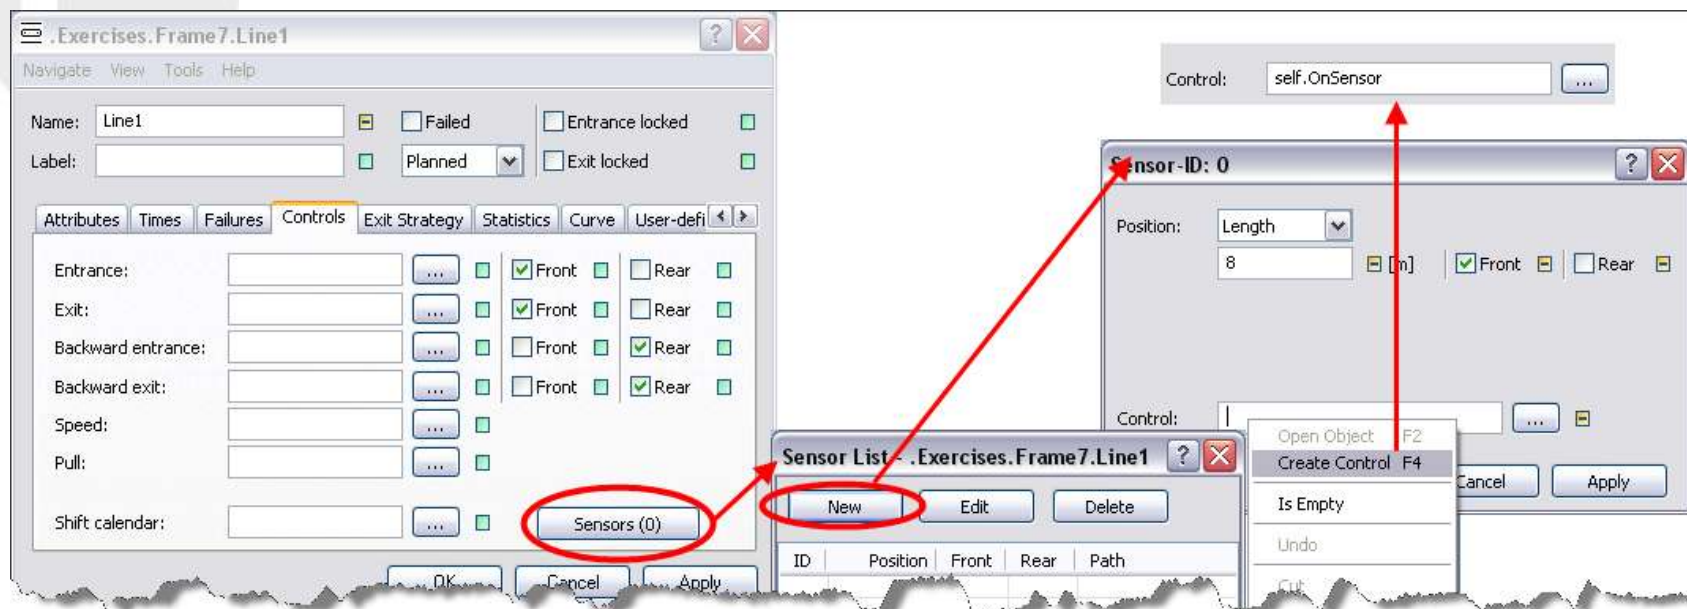 .Exercises.Frame7.Line1
Navigate View Tools Help
Name: Line1 Failed Entrance locked
Label: Planned Exit locked
Attributes Times Failures Controls Exit Strategy Statistics Curve User-defi
Entrance: ... Front Rear
Exit: ... Front Rear
Backward entrance: ... Front Rear
Backward exit: ... Front Rear
Speed: ...
Pull: ...
Shift calendar: ... Sensors (0)
OK Cancel Apply
Sensor List - .Exercises.Frame7.Line1
New Edit Delete
ID Position Front Rear Path
Control: self.OnSensor ...
Sensor-ID: 0
Position: Length
8 [m] Front Rear
Control: ...
Cancel Apply
Open Object F2
Create Control F4
Is Empty
Undo
Cut